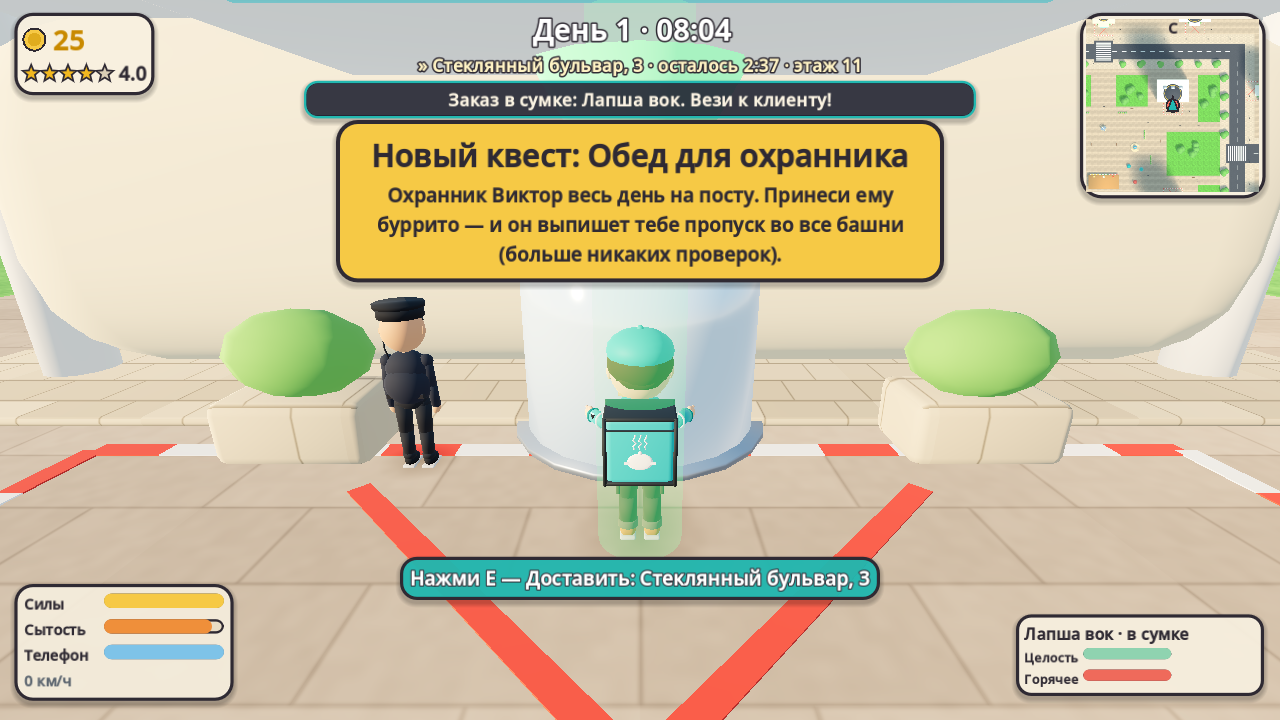 25
4.0
День 1 · 08:04
» Стеклянный бульвар, 3 · осталось 2:37 · этаж 11
Заказ в сумке: Лапша вок. Вези к клиенту!
С
Новый квест: Обед для охранника
Охранник Виктор весь день на посту. Принеси ему
буррито — и он выпишет тебе пропуск во все башни
(больше никаких проверок).
Нажми E — Доставить: Стеклянный бульвар, 3
Силы
Сытость
Телефон
0 км/ч
Лапша вок · в сумке
Целость
Горячее